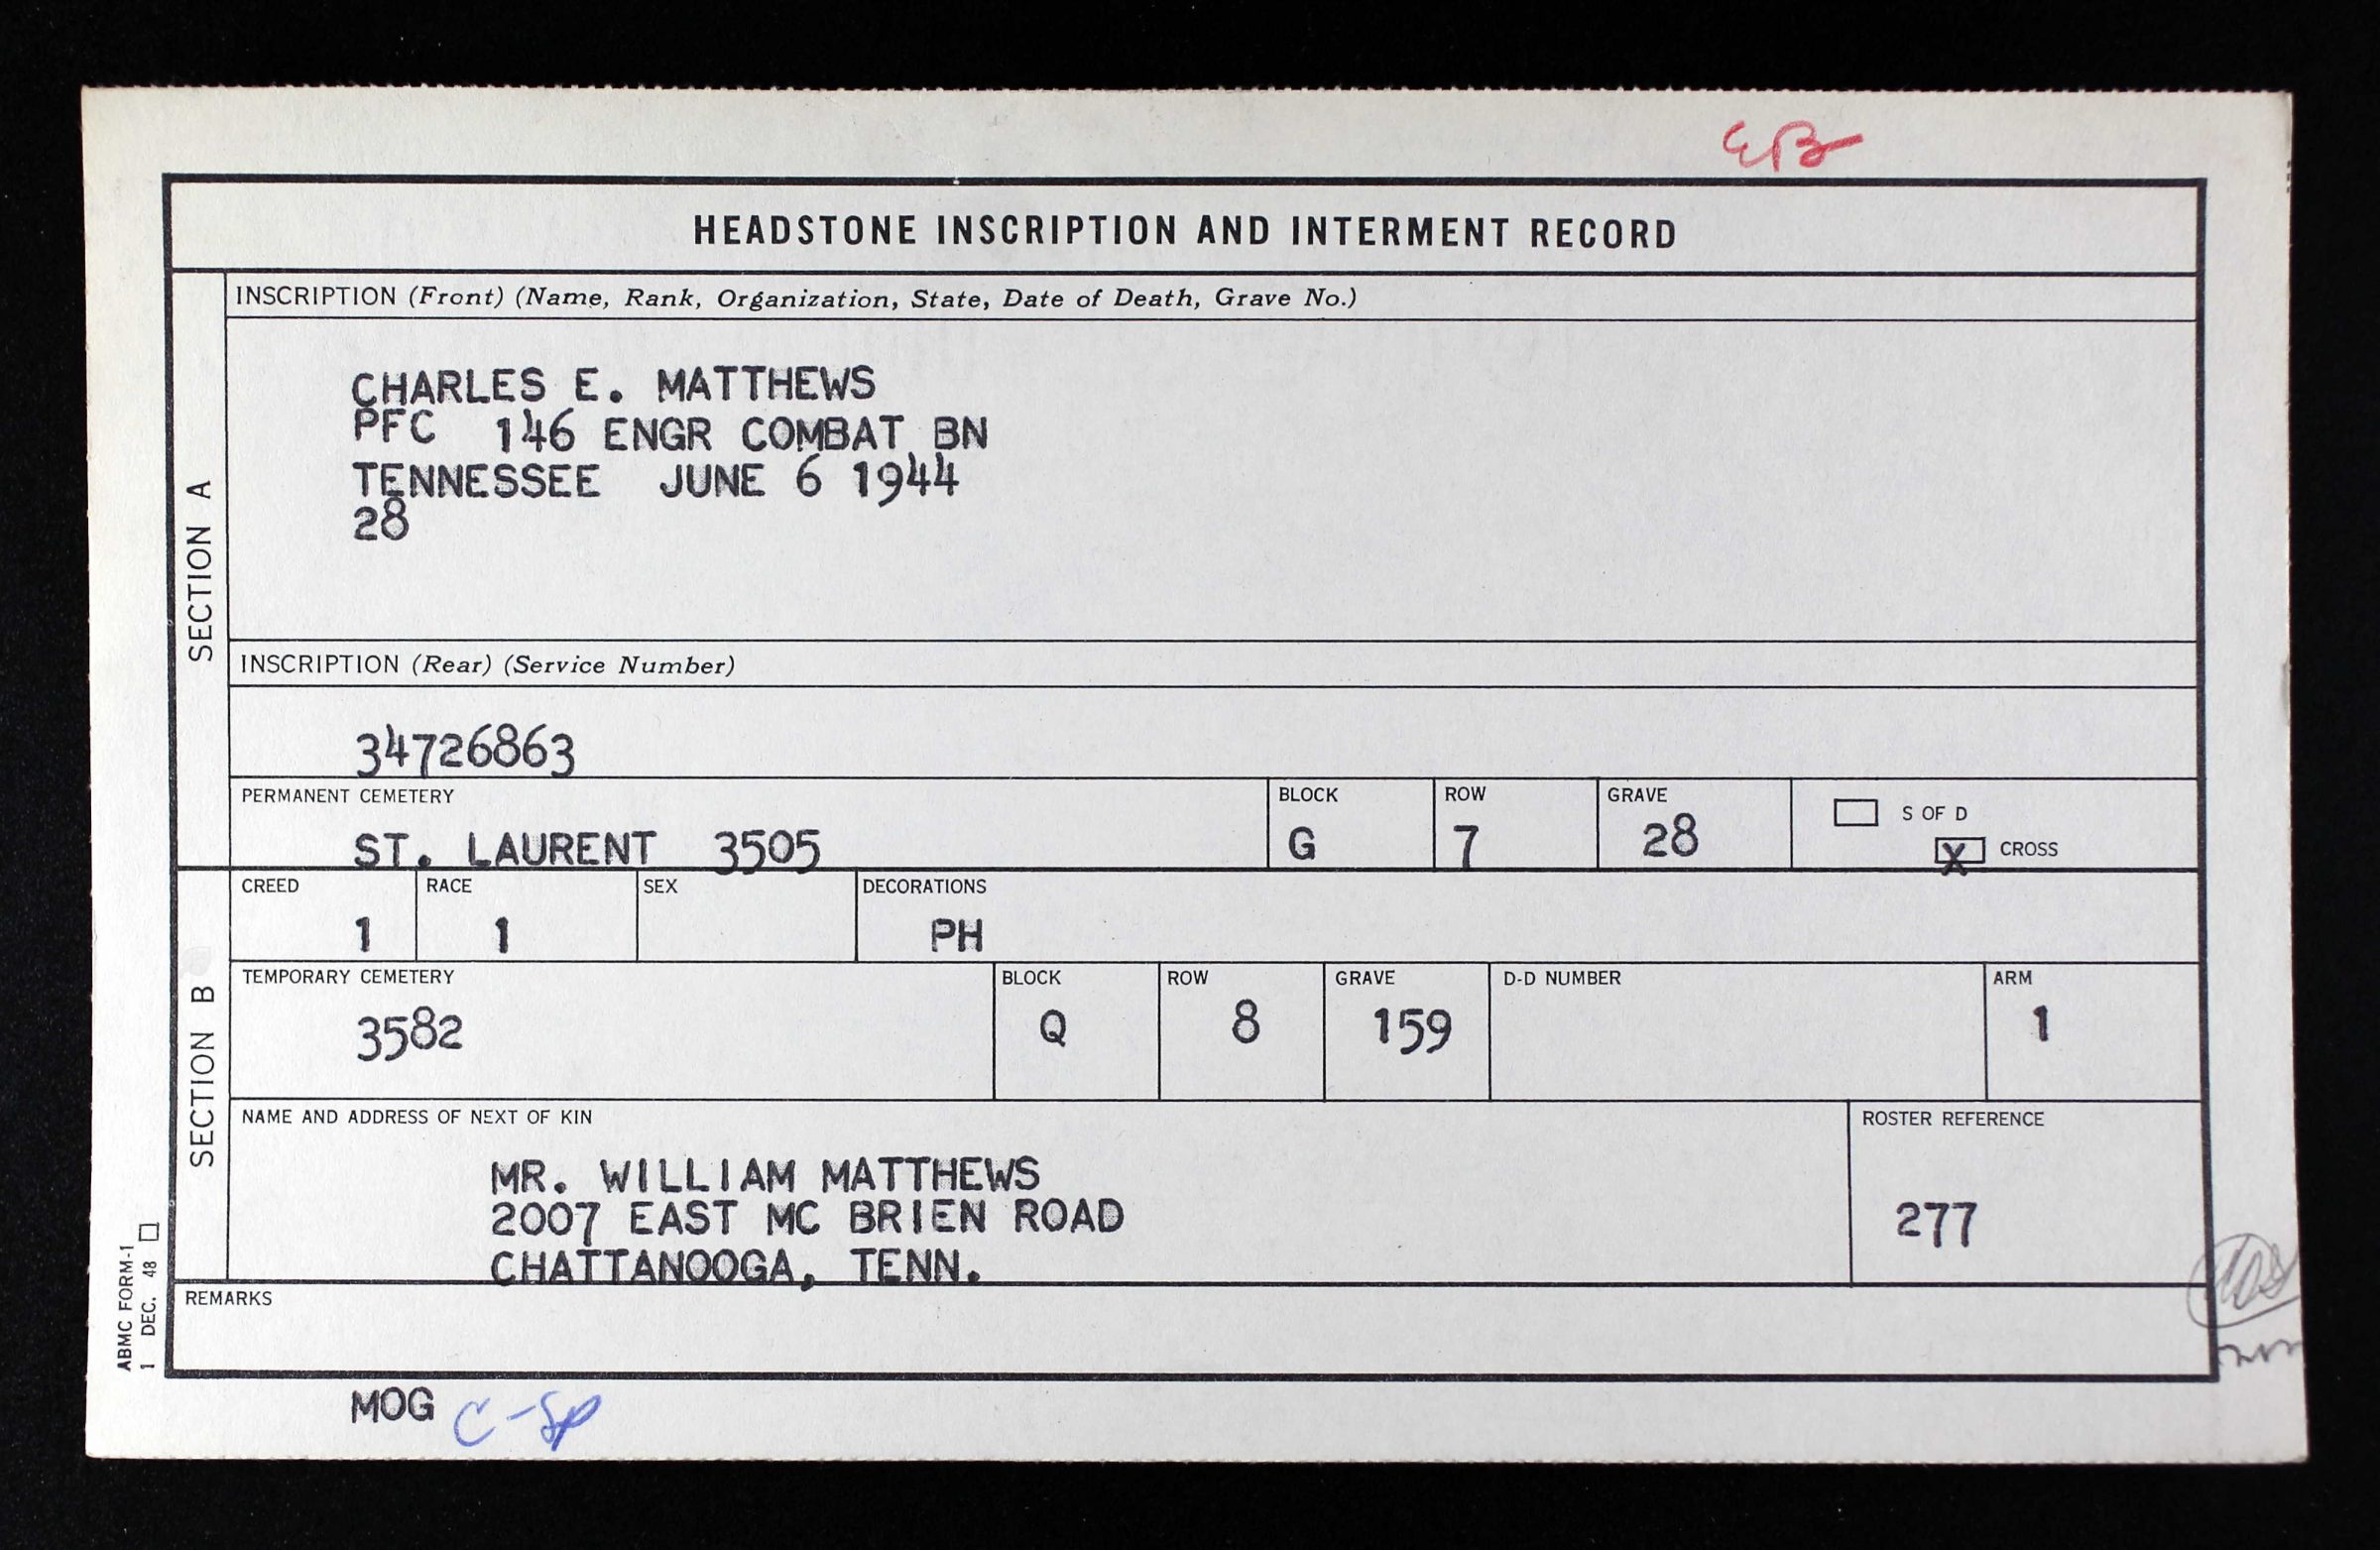 EB
HEADSTONE INSCRIPTION AND INTERMENT RECORD
SECTION A
INSCRIPTION (Front) (Name, Rank, Organization, State, Date of Death, Grave No.)
CHARLES E. MATTHEWS
PFC 146 ENGR COMBAT BN
TENNESSEE JUNE 6 1944
28
INSCRIPTION (Rear) (Service Number)
34726863
PERMANENT CEMETERY BLOCK ROW GRAVE S OF D
ST. LAURENT 3505 G 7 28 X CROSS
SECTION B
CREED RACE SEX DECORATIONS
1 1 PH
TEMPORARY CEMETERY BLOCK ROW GRAVE D-D NUMBER ARM
3582 Q 8 159 1
NAME AND ADDRESS OF NEXT OF KIN ROSTER REFERENCE
MR. WILLIAM MATTHEWS
2007 EAST MC BRIEN ROAD 277
CHATTANOOGA, TENN.
REMARKS
ABMC FORM-1
1 DEC. 48
MOG C-SP